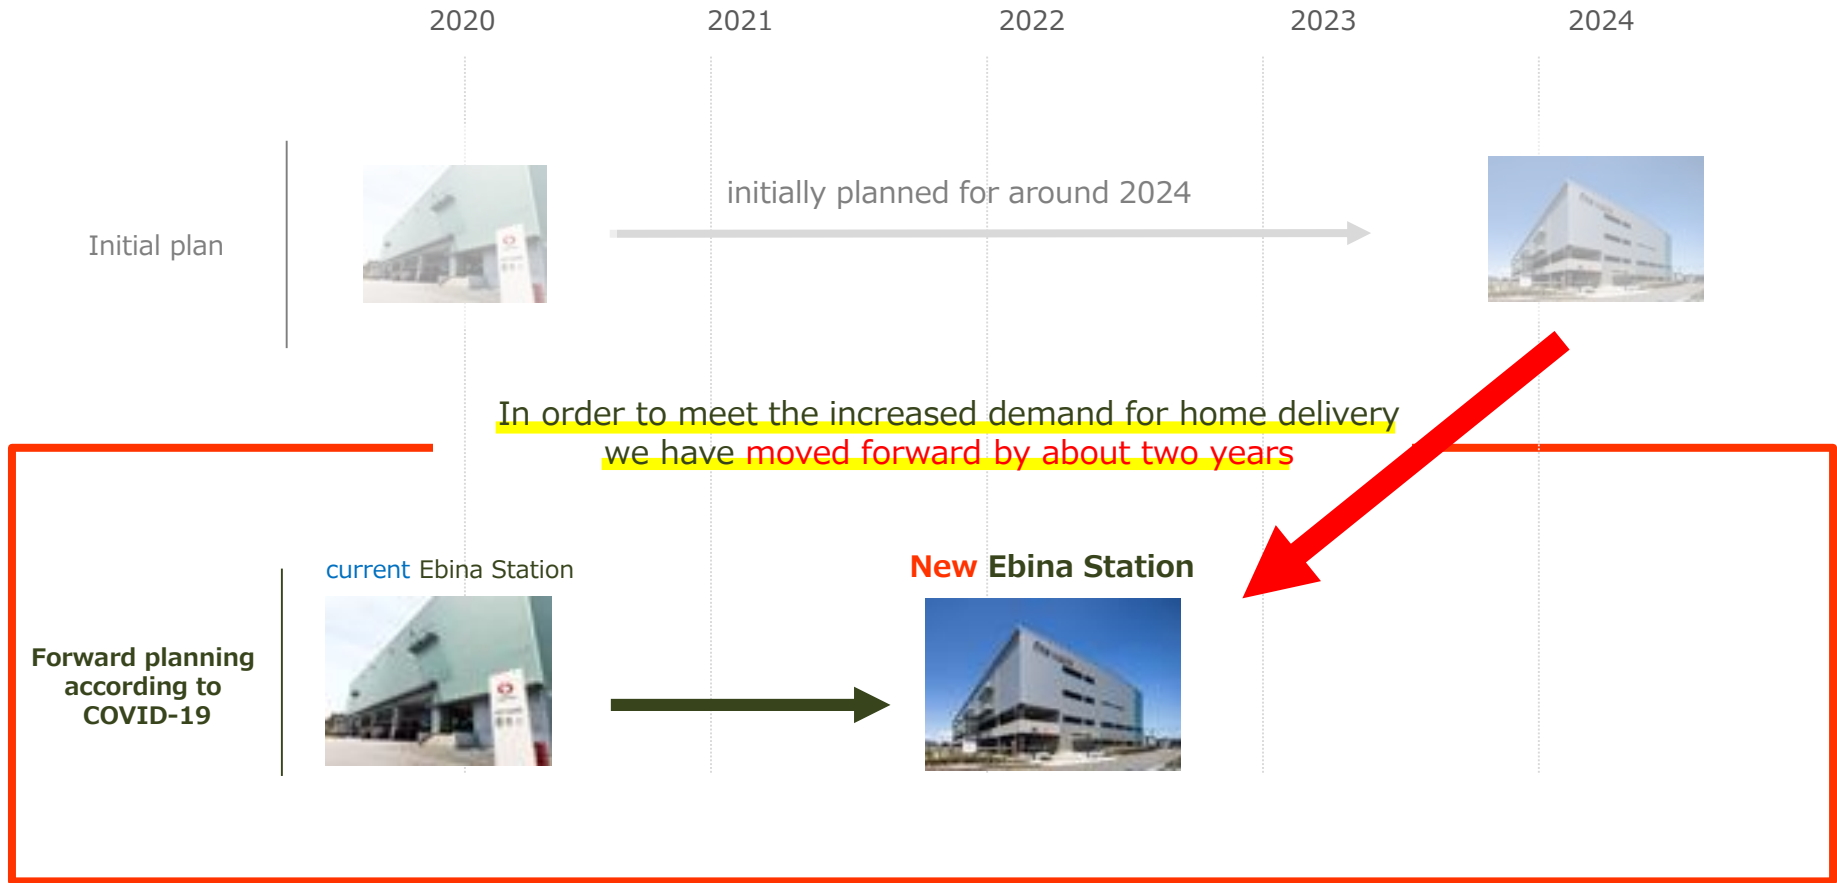 2020
2021
2022
2023
2024
Initial plan
initially planned for around 2024
In order to meet the increased demand for home delivery
we have moved forward by about two years
current Ebina Station
New Ebina Station
Forward planning
according to
COVID-19